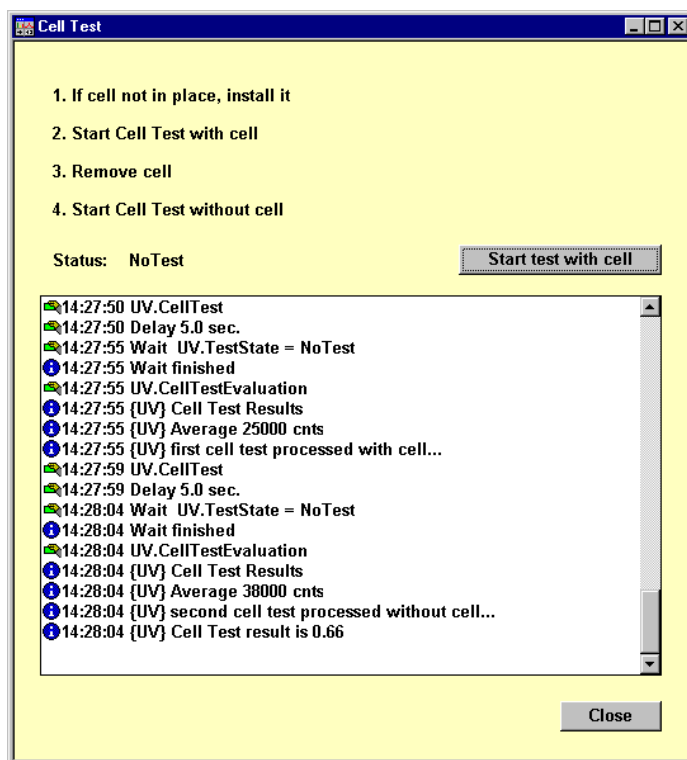 Cell Test
1. If cell not in place, install it
2. Start Cell Test with cell
3. Remove cell
4. Start Cell Test without cell
Status: NoTest
Start test with cell
14:27:50 UV.CellTest
14:27:50 Delay 5.0 sec.
14:27:55 Wait UV.TestState = NoTest
14:27:55 Wait finished
14:27:55 UV.CellTestEvaluation
14:27:55 {UV} Cell Test Results
14:27:55 {UV} Average 25000 cnts
14:27:55 {UV} first cell test processed with cell...
14:27:59 UV.CellTest
14:27:59 Delay 5.0 sec.
14:28:04 Wait UV.TestState = NoTest
14:28:04 Wait finished
14:28:04 UV.CellTestEvaluation
14:28:04 {UV} Cell Test Results
14:28:04 {UV} Average 38000 cnts
14:28:04 {UV} second cell test processed without cell...
14:28:04 {UV} Cell Test result is 0.66
Close